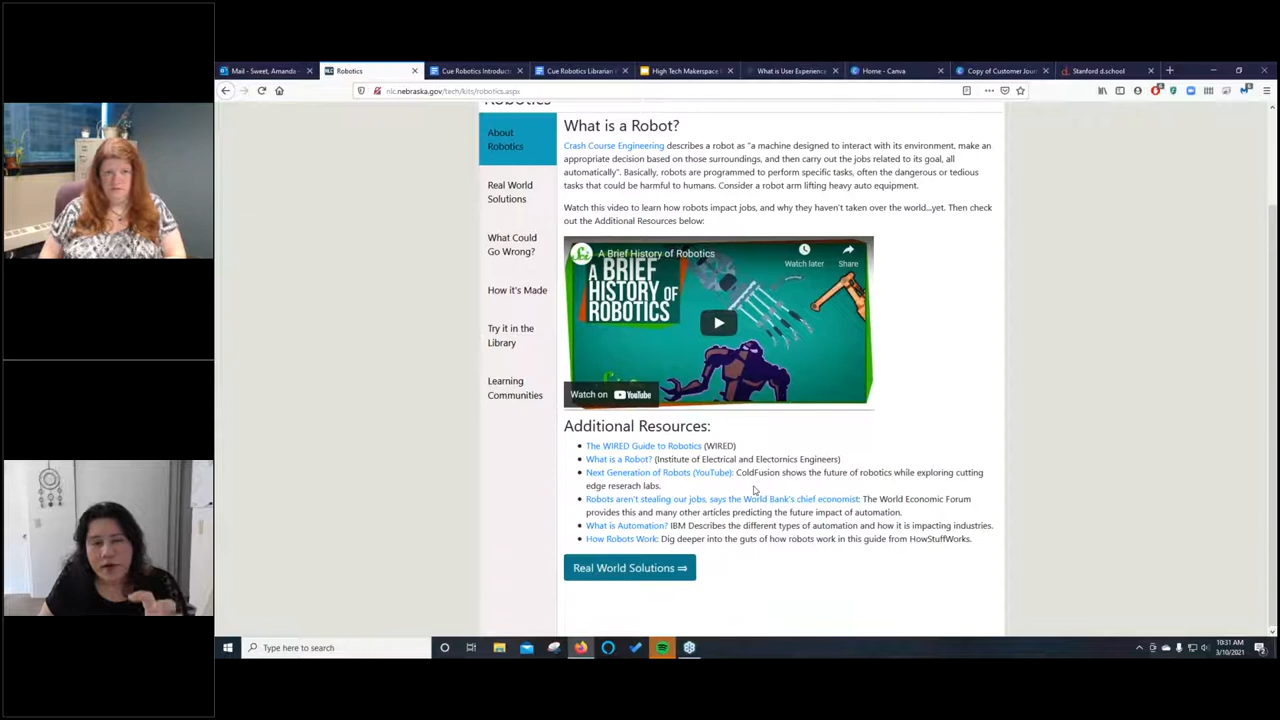 Mail - Sweet, Amanda
Robotics
Cue Robotics Introduct
Cue Robotics Librarian
High Tech Makerspace
What is User Experience
Home - Canva
Copy of Customer Jour
Stanford d.school
nlc.nebraska.gov/tech/kits/robotics.aspx
Robotics
About
Robotics
Real World
Solutions
What Could
Go Wrong?
How it's Made
Try it in the
Library
Learning
Communities
What is a Robot?
Crash Course Engineering describes a robot as "a machine designed to interact with its environment, make an
appropriate decision based on those surroundings, and then carry out the jobs related to its goal, all
automatically". Basically, robots are programmed to perform specific tasks, often the dangerous or tedious
tasks that could be harmful to humans. Consider a robot arm lifting heavy auto equipment.
Watch this video to learn how robots impact jobs, and why they haven't taken over the world...yet. Then check
out the Additional Resources below:
A Brief History of Robotics
Watch later
Share
A BRIEF
HISTORY OF
ROBOTICS
Watch on YouTube
Additional Resources:
• The WIRED Guide to Robotics (WIRED)
• What is a Robot? (Institute of Electrical and Electornics Engineers)
• Next Generation of Robots (YouTube): ColdFusion shows the future of robotics while exploring cutting
edge reserach labs.
• Robots aren't stealing our jobs, says the World Bank's chief economist: The World Economic Forum
provides this and many other articles predicting the future impact of automation.
• What is Automation? IBM Describes the different types of automation and how it is impacting industries.
• How Robots Work: Dig deeper into the guts of how robots work in this guide from HowStuffWorks.
Real World Solutions ⇒
Type here to search
10:31 AM
3/10/2021